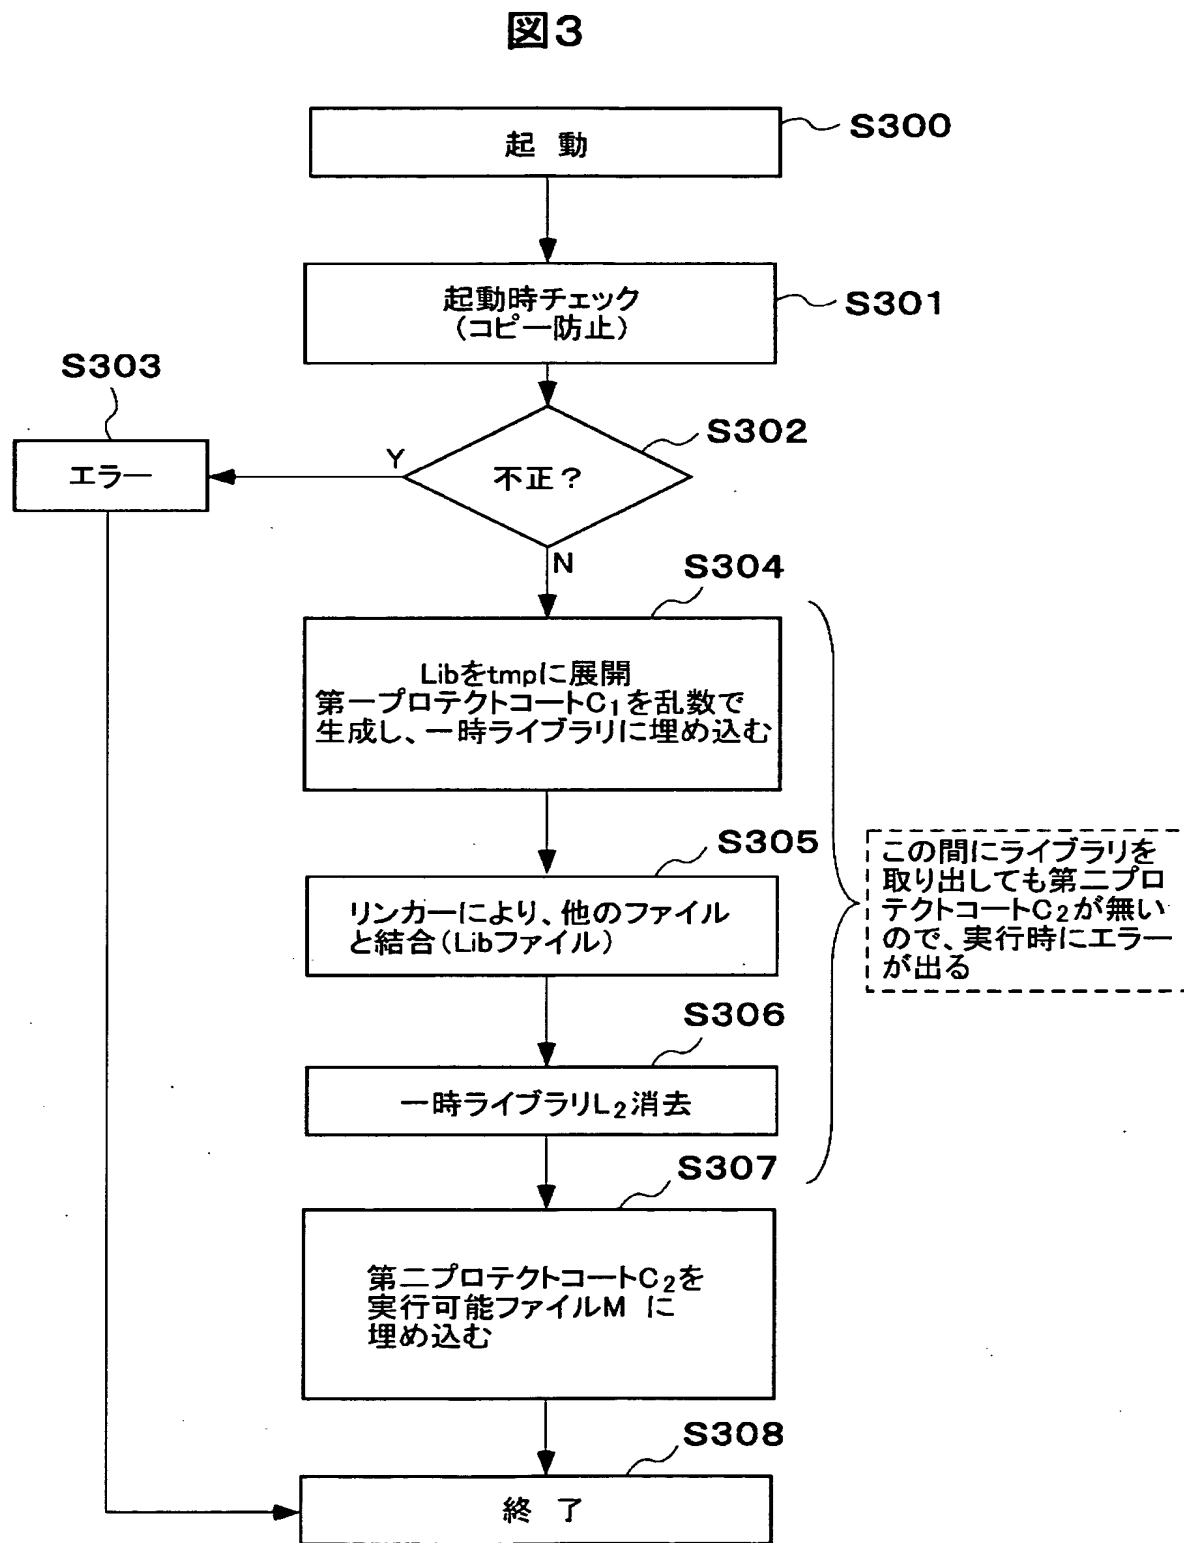 図3
起 動
S300
起動時チェック
(コピー防止)
S301
S303
エラー
Y
不正?
S302
N
S304
Libをtmpに展開
第一プロテクトコートC₁を乱数で
生成し、一時ライブラリに埋め込む
S305
リンカーにより、他のファイル
と結合(Libファイル)
この間にライブラリを
取り出しても第二プロ
テクトコートC₂が無い
ので、実行時にエラー
が出る
S306
一時ライブラリL₂消去
S307
第二プロテクトコートC₂を
実行可能ファイルM に
埋め込む
S308
終 了